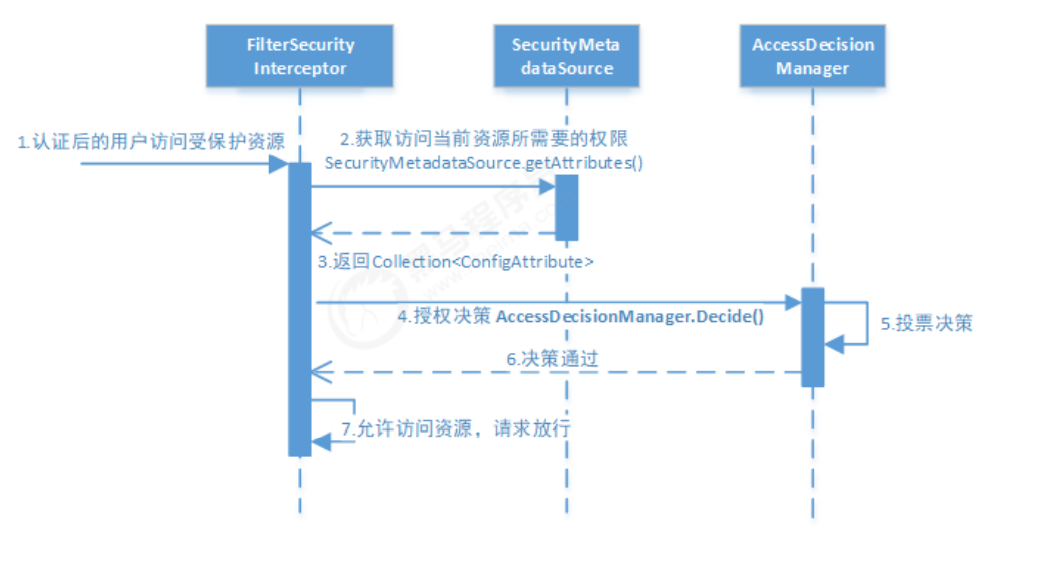 FilterSecurity
Interceptor
SecurityMeta
dataSource
AccessDecision
Manager
1.认证后的用户访问受保护资源
2.获取访问当前资源所需要的权限
SecurityMetadataSource.getAttributes()
3.返回Collection<ConfigAttribute>
4.授权决策 AccessDecisionManager.Decide()
5.投票决策
6.决策通过
7.允许访问资源，请求放行